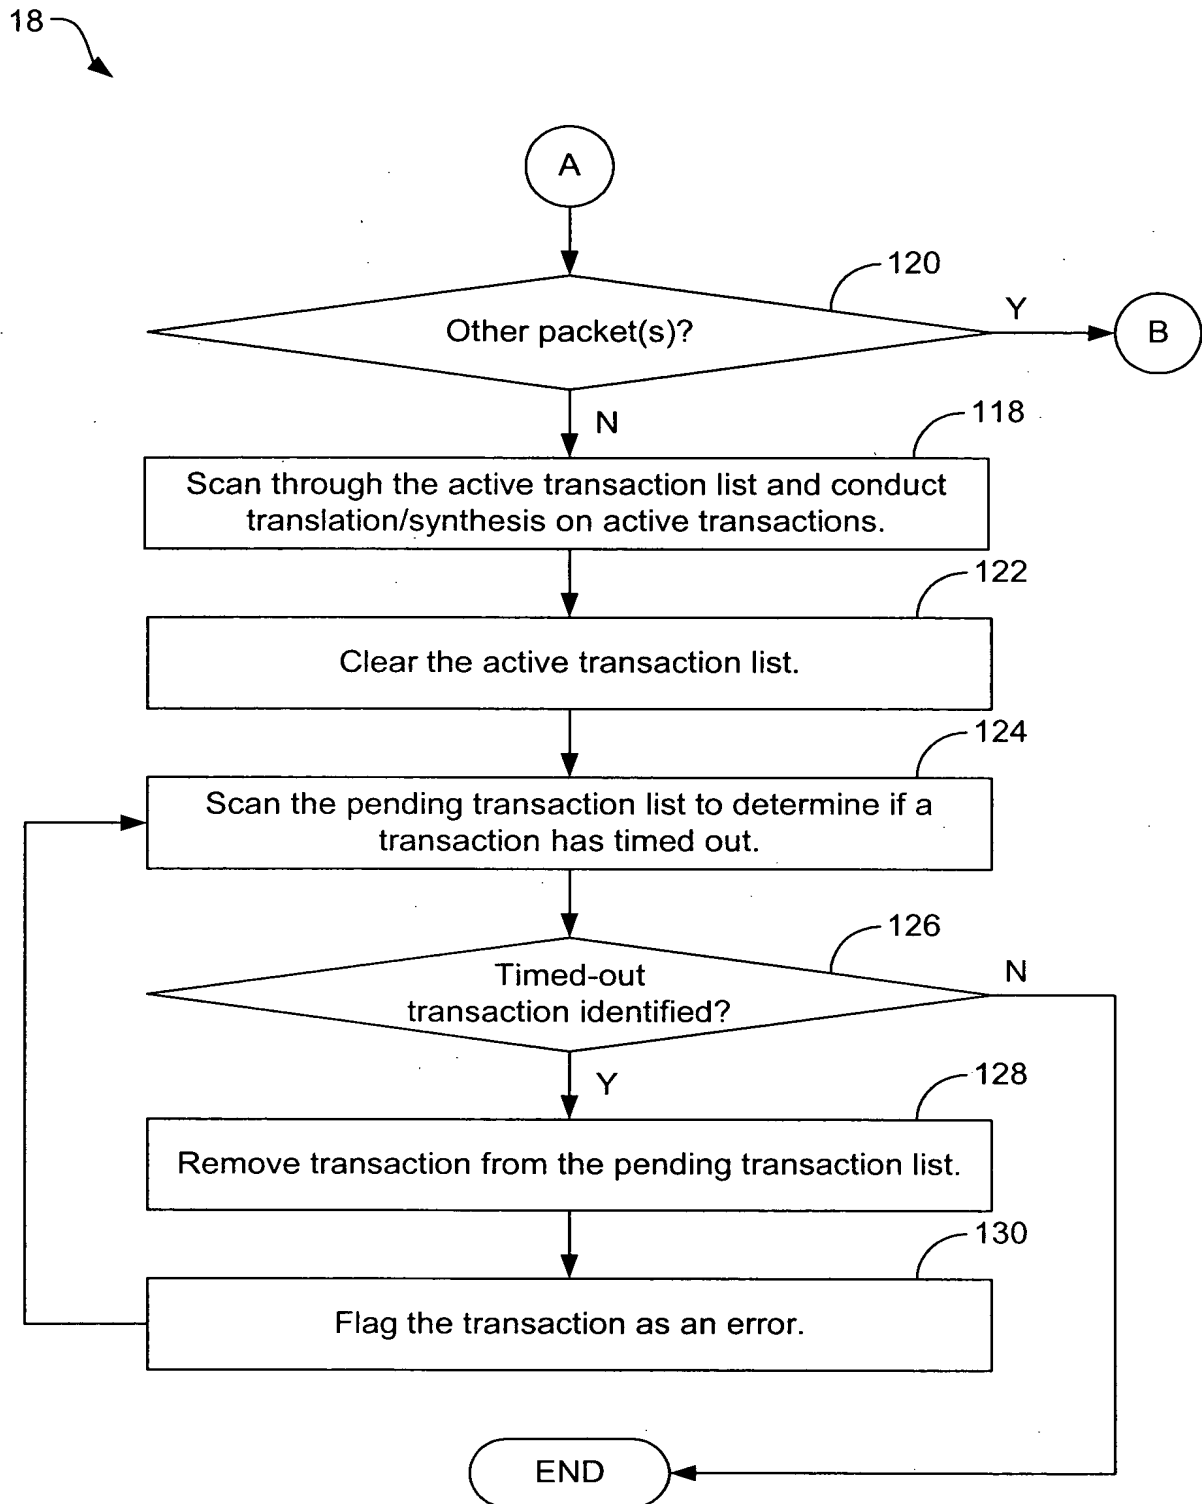 18
A
120
Other packet(s)?
Y
B
N
118
Scan through the active transaction list and conduct
translation/synthesis on active transactions.
122
Clear the active transaction list.
124
Scan the pending transaction list to determine if a
transaction has timed out.
126
Timed-out
transaction identified?
N
Y
128
Remove transaction from the pending transaction list.
130
Flag the transaction as an error.
END